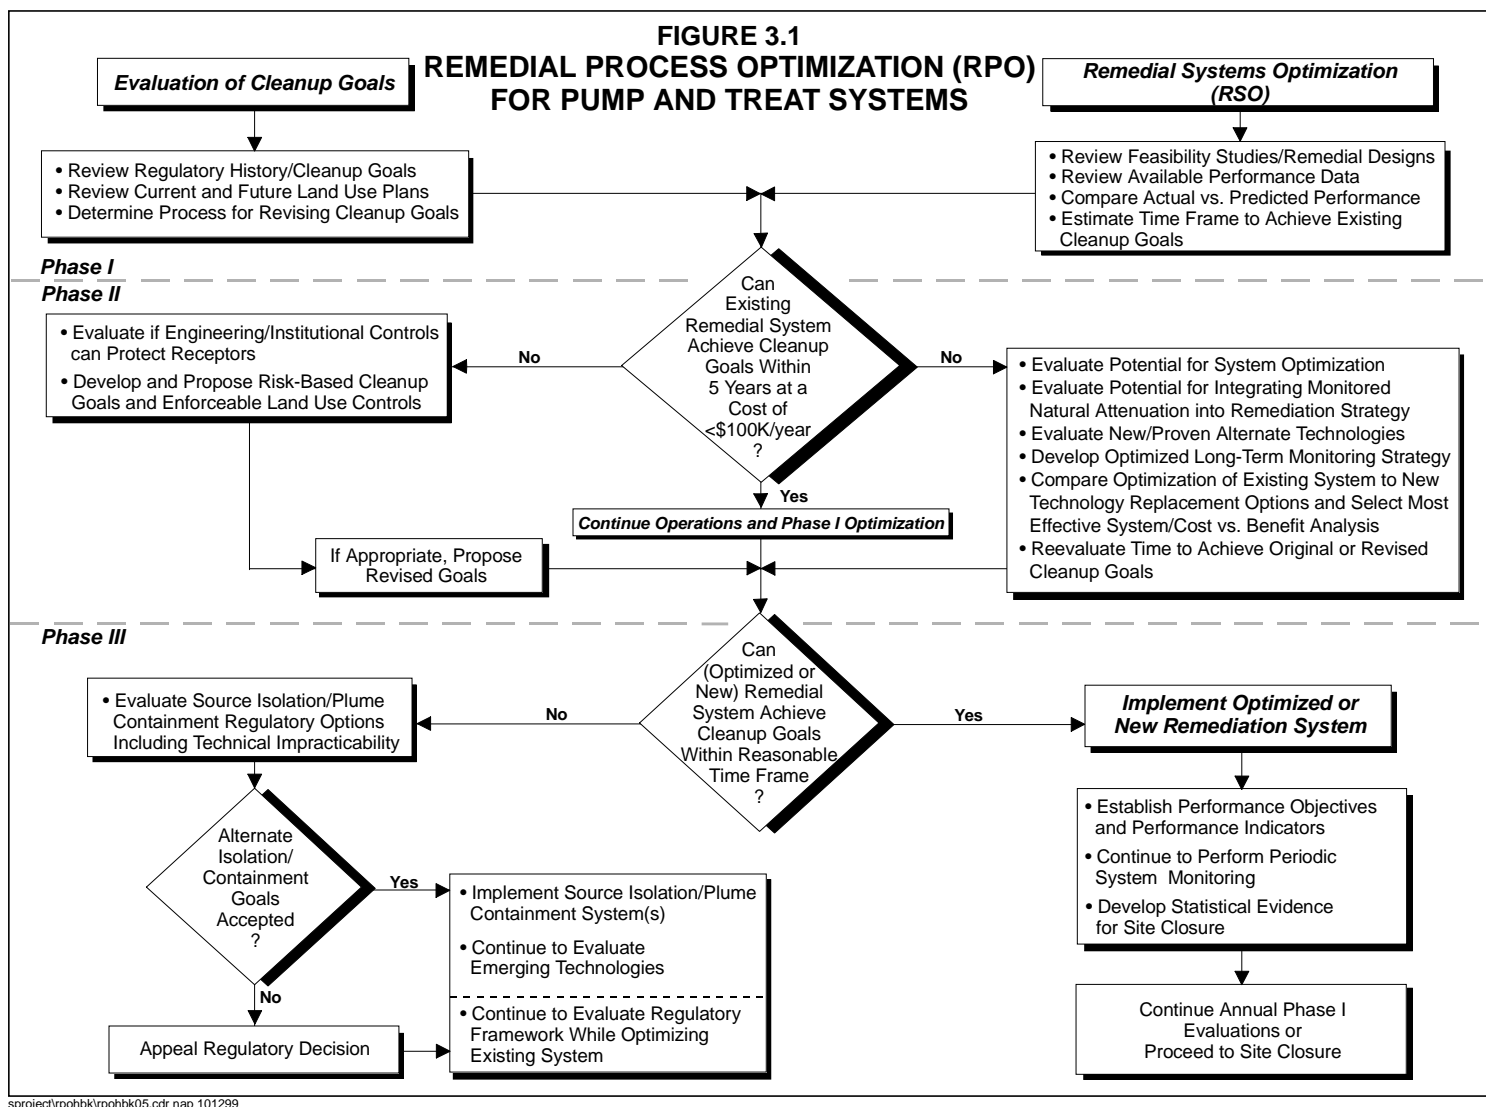 FIGURE 3.1
REMEDIAL PROCESS OPTIMIZATION (RPO)
FOR PUMP AND TREAT SYSTEMS
Evaluation of Cleanup Goals
Remedial Systems Optimization
(RSO)
• Review Regulatory History/Cleanup Goals
• Review Current and Future Land Use Plans
• Determine Process for Revising Cleanup Goals
• Review Feasibility Studies/Remedial Designs
• Review Available Performance Data
• Compare Actual vs. Predicted Performance
• Estimate Time Frame to Achieve Existing
Cleanup Goals
Phase I
Phase II
Can
Existing
Remedial System
Achieve Cleanup
Goals Within
5 Years at a
Cost of
<$100K/year
?
No
No
Yes
• Evaluate if Engineering/Institutional Controls
can Protect Receptors
• Develop and Propose Risk-Based Cleanup
Goals and Enforceable Land Use Controls
• Evaluate Potential for System Optimization
• Evaluate Potential for Integrating Monitored
Natural Attenuation into Remediation Strategy
• Evaluate New/Proven Alternate Technologies
• Develop Optimized Long-Term Monitoring Strategy
• Compare Optimization of Existing System to New
Technology Replacement Options and Select Most
Effective System/Cost vs. Benefit Analysis
• Reevaluate Time to Achieve Original or Revised
Cleanup Goals
Continue Operations and Phase I Optimization
If Appropriate, Propose
Revised Goals
Phase III
Can
(Optimized or
New) Remedial
System Achieve
Cleanup Goals
Within Reasonable
Time Frame
?
No
Yes
• Evaluate Source Isolation/Plume
Containment Regulatory Options
Including Technical Impracticability
Implement Optimized or
New Remediation System
Alternate
Isolation/
Containment
Goals
Accepted
?
Yes
No
• Implement Source Isolation/Plume
Containment System(s)
• Continue to Evaluate
Emerging Technologies
• Continue to Evaluate Regulatory
Framework While Optimizing
Existing System
Appeal Regulatory Decision
• Establish Performance Objectives
and Performance Indicators
• Continue to Perform Periodic
System Monitoring
• Develop Statistical Evidence
for Site Closure
Continue Annual Phase I
Evaluations or
Proceed to Site Closure
sproject\rpohbk\rpohbk05.cdr nap 101299